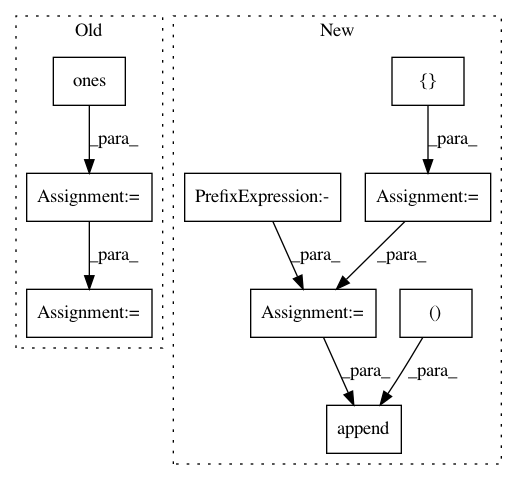 Old
New
ones
{}
_para_
_para_
Assignment:=
PrefixExpression:-
Assignment:=
_para_
_para_
_para_
Assignment:=
Assignment:=
()
_para_
_para_
append